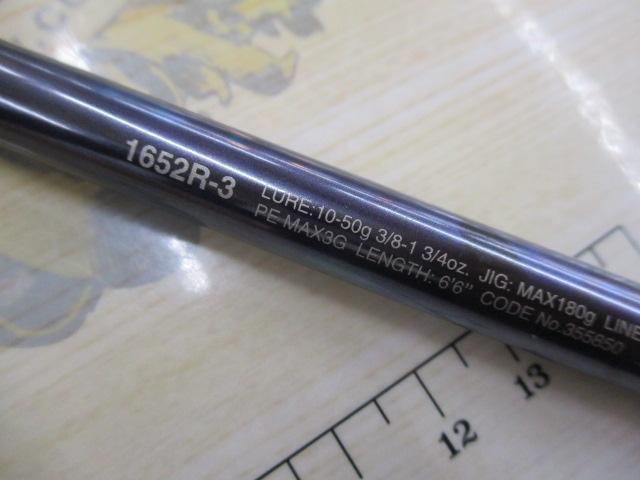 1652R-3
LURE:10-50g 3/8-1 3/4oz. JIG: MAX180g LINE
PE MAX3G LENGTH: 6'6" CODE No.355850
12
13